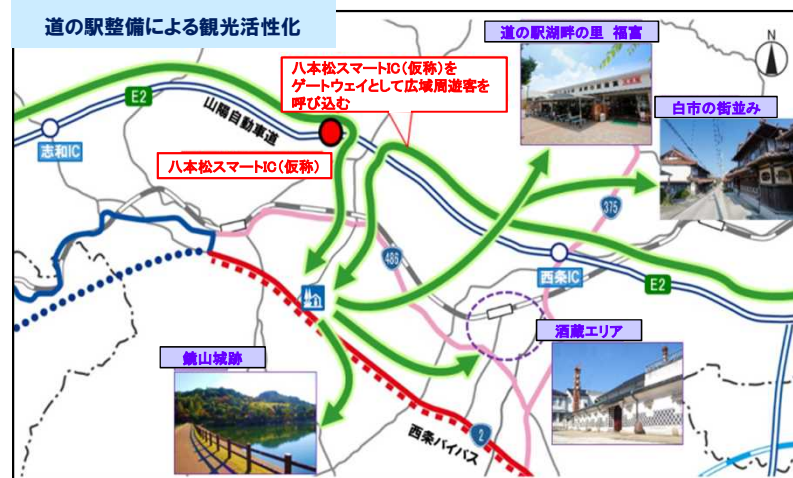 道の駅整備による観光活性化
道の駅湖畔の里 福富
N
八本松スマートIC(仮称)を
ゲートウェイとして広域周遊客を
呼び込む
E2
山陽自動車道
白市の街並み
志和IC
八本松スマートIC(仮称)
375
486
西条IC
E2
酒蔵エリア
鏡山城跡
2
西条バイパス